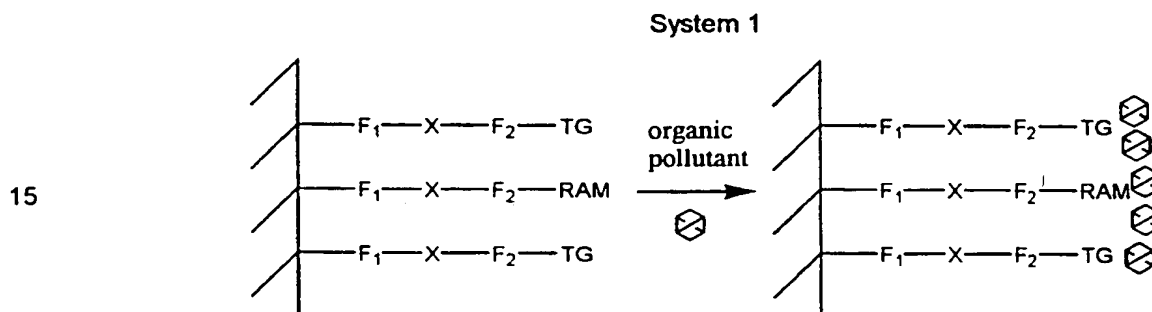 System 1
F₁—X—F₂—TG F₁—X—F₂—TG
organic
pollutant
15 F₁—X—F₂—RAM F₁—X—F₂—RAM
F₁—X—F₂—TG F₁—X—F₂—TG